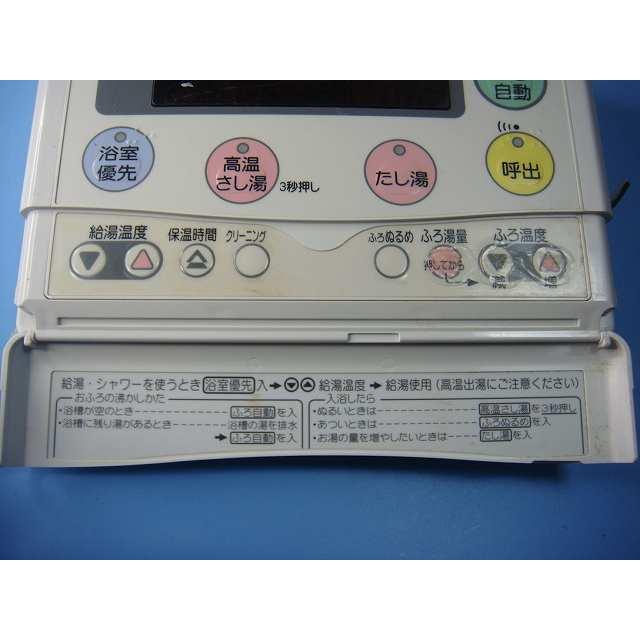 自動
浴室
優先
高温
さし湯
3秒押し
たし湯
呼出
給湯温度
保温時間
クリーニング
ふろぬるめ
ふろ湯量
ふろ温度
押してから
減
増
給湯・シャワーを使うとき 浴室優先 入 → ▼▲ 給湯温度 → 給湯使用 (高温出湯にご注意ください)
おふろの沸かしかた
・浴槽が空のとき ふろ自動 を入
・浴槽に残り湯があるとき 浴槽の湯を排水
→ ふろ自動 を入
入浴したら
・ぬるいときは 高温さし湯 を3秒押し
・あついときは ふろぬるめ を入
・お湯の量を増やしたいときは たし湯 を入